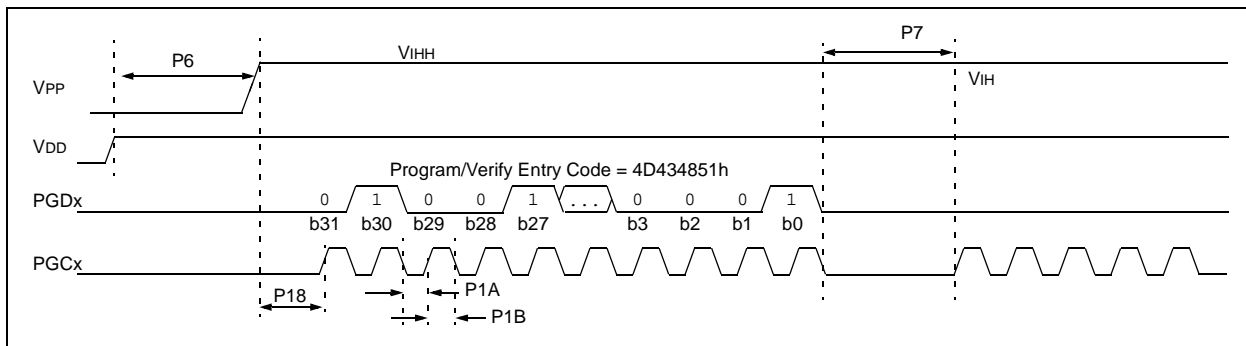 P6
P7
VIHH
VIH
VPP
VDD
Program/Verify Entry Code = 4D434851h
PGDx
0 1 0 0 1 ... 0 0 0 1
b31 b30 b29 b28 b27 b3 b2 b1 b0
PGCx
P18
P1A
P1B